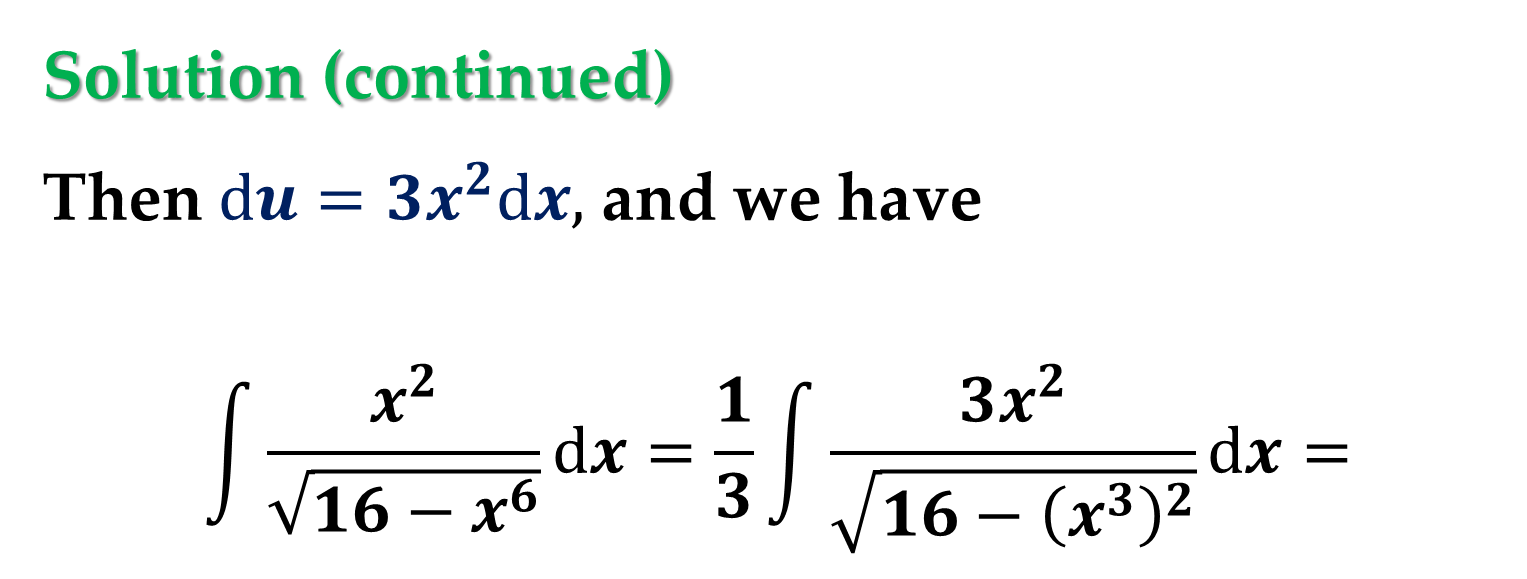 Solution (continued)
Then du = 3x²dx, and we have
∫ x²/√(16 − x⁶) dx = 1/3 ∫ 3x²/√(16 − (x³)²) dx =